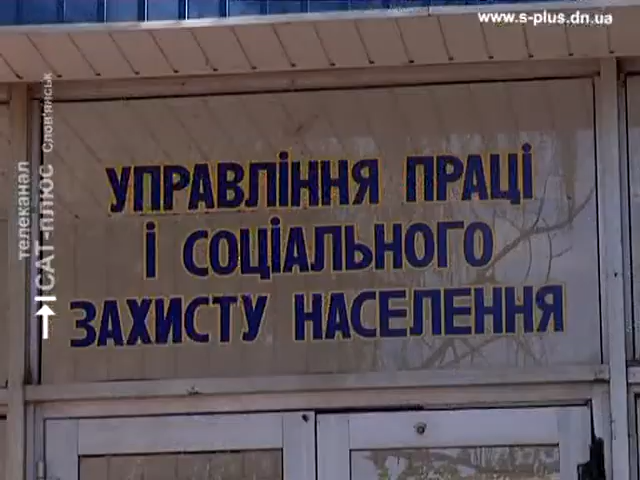 www.s-plus.dn.ua
УПРАВЛІННЯ ПРАЦІ
І СОЦІАЛЬНОГО
ЗАХИСТУ НАСЕЛЕННЯ
телеканал
САТ-ПЛЮС Слов'янськ